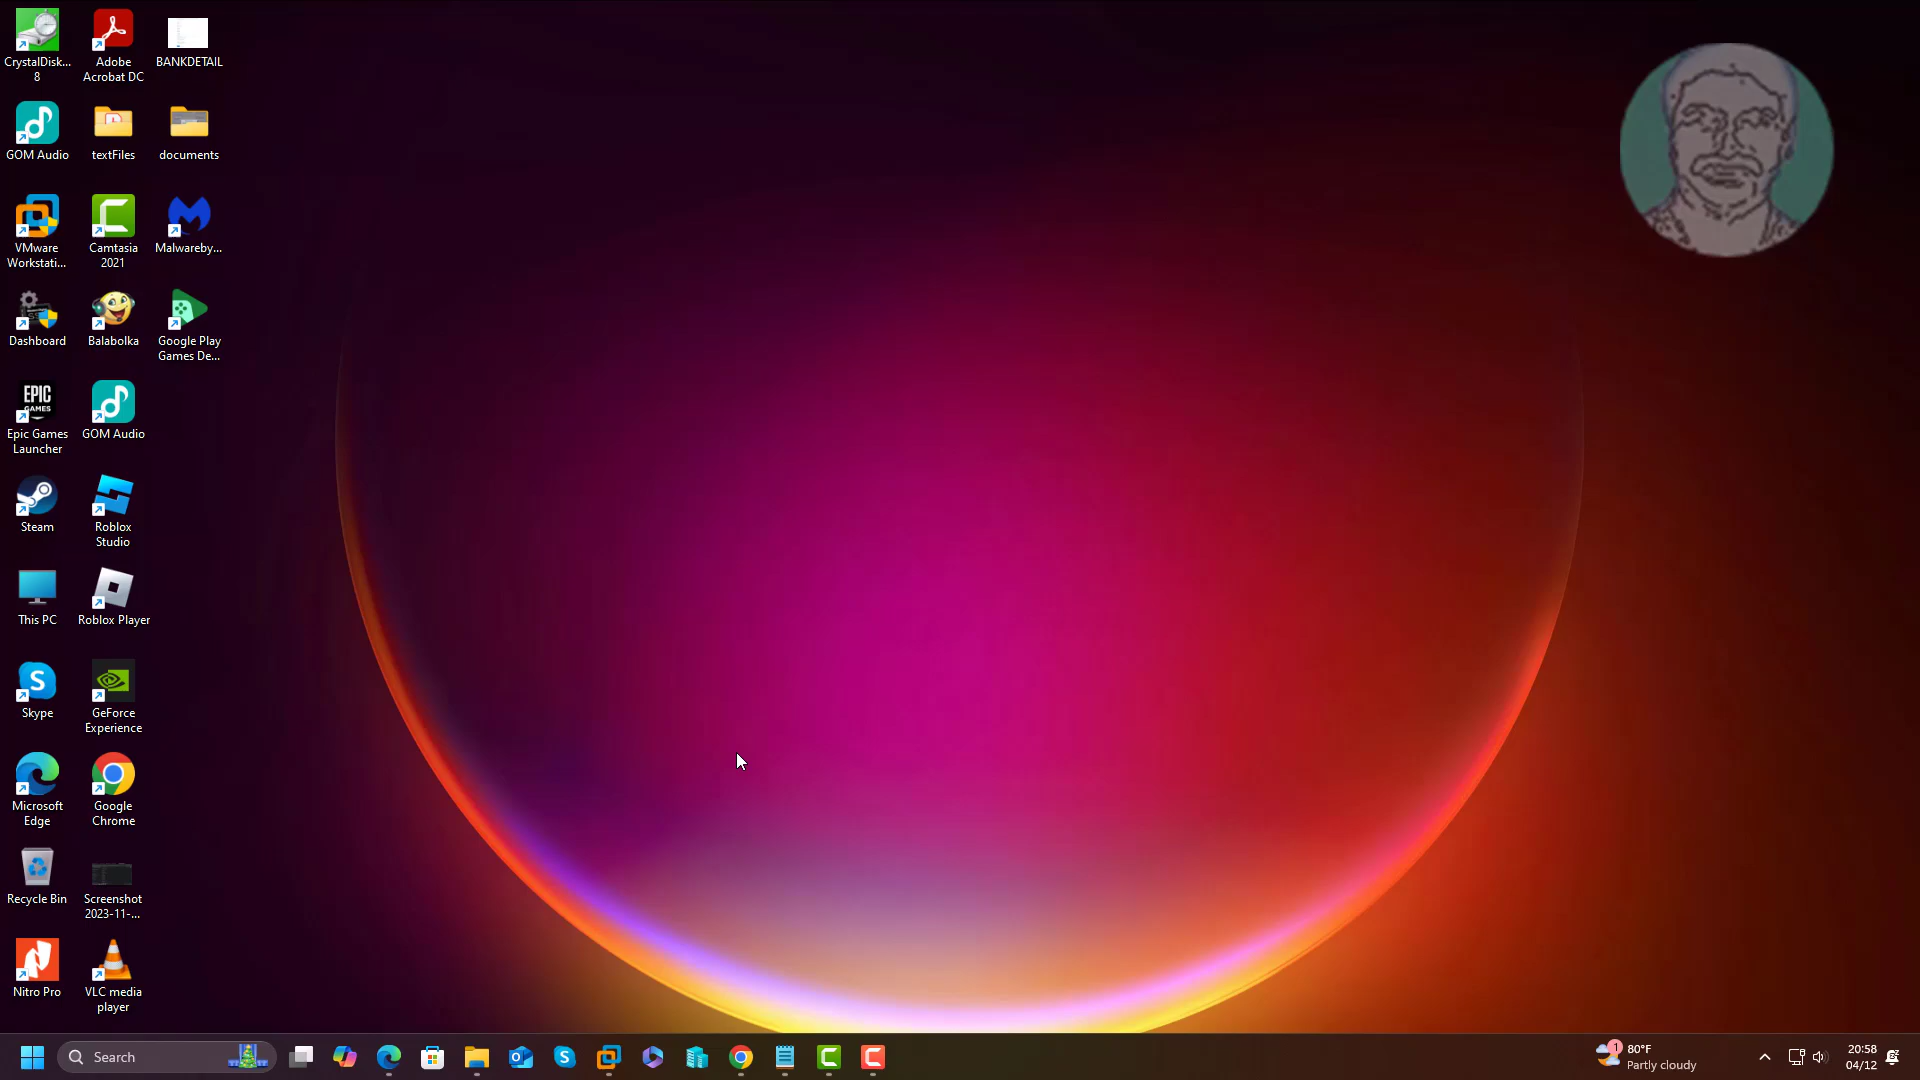 CrystalDisk...
8
Adobe
Acrobat DC
BANKDETAIL
GOM Audio
textFiles
documents
VMware
Workstati...
Camtasia
2021
Malwareby...
Dashboard
Balabolka
Google Play
Games De...
EPIC
GAMES
Epic Games
Launcher
GOM Audio
Steam
Roblox
Studio
This PC
Roblox Player
S
Skype
GeForce
Experience
Microsoft
Edge
Google
Chrome
Recycle Bin
Screenshot
2023-11-...
Nitro Pro
VLC media
player
Search
1
80°F
Partly cloudy
20:58
04/12